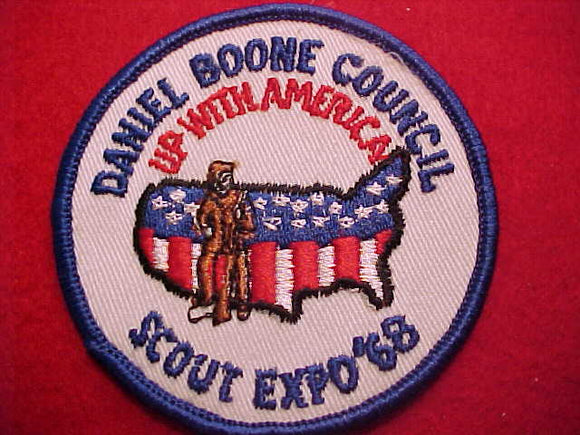 DANIEL BOONE COUNCIL
UP WITH AMERICA
SCOUT EXPO '68